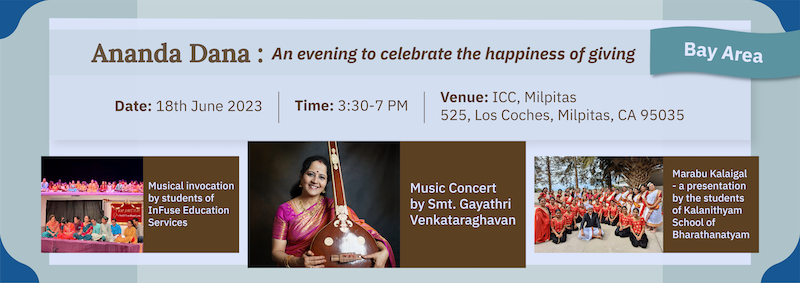 Ananda Dana : An evening to celebrate the happiness of giving
Bay Area
Date: 18th June 2023
Time: 3:30-7 PM
Venue: ICC, Milpitas
525, Los Coches, Milpitas, CA 95035
Musical invocation
by students of
InFuse Education
Services
Music Concert
by Smt. Gayathri
Venkataraghavan
Marabu Kalaigal
- a presentation
by the students
of Kalanithyam
School of
Bharathanatyam